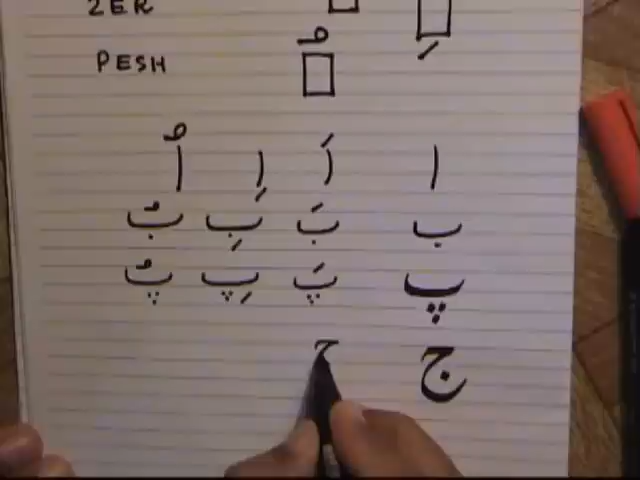 ZER
PESH
ا اَ اِ اُ
ب بَ بِ بُ
پ پَ پِ پُ
ج